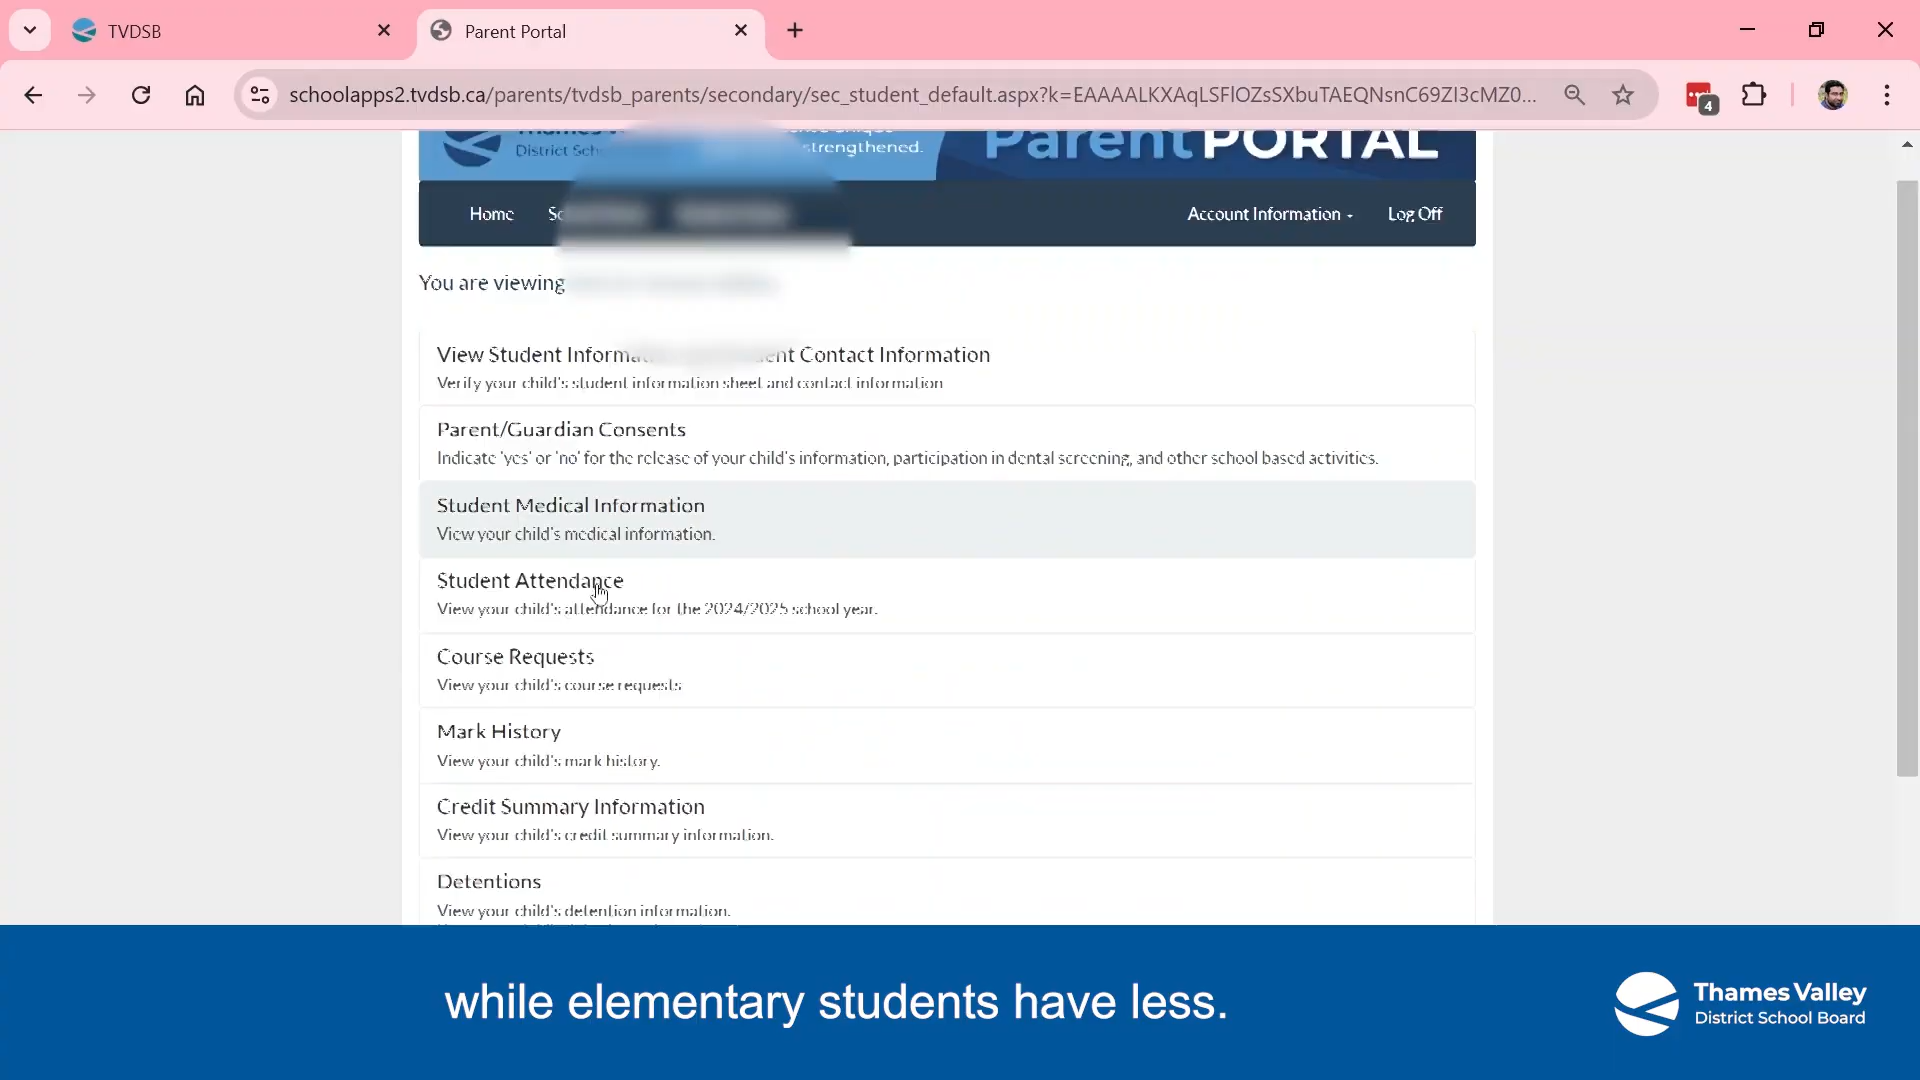 TVDSB
Parent Portal
schoolapps2.tvdsb.ca/parents/tvdsb_parents/secondary/sec_student_default.aspx?k=EAAAALKXAqLSFlOZsSXbuTAEQNsnC69ZI3cMZ0...
4
District Sch
strengthened.
ParentPORTAL
Home
Account Information
Log Off
You are viewing
View Student Contact Information
Verify your child's student information sheet and contact information
Parent/Guardian Consents
Indicate 'yes' or 'no' for the release of your child's information, participation in dental screening, and other school based activities.
Student Medical Information
View your child's medical information.
Student Attendance
View your child's attendance for the 2024/2025 school year.
Course Requests
View your child's course requests
Mark History
View your child's mark history.
Credit Summary Information
View your child's credit summary information.
Detentions
View your child's detention information.
while elementary students have less.
Thames Valley
District School Board